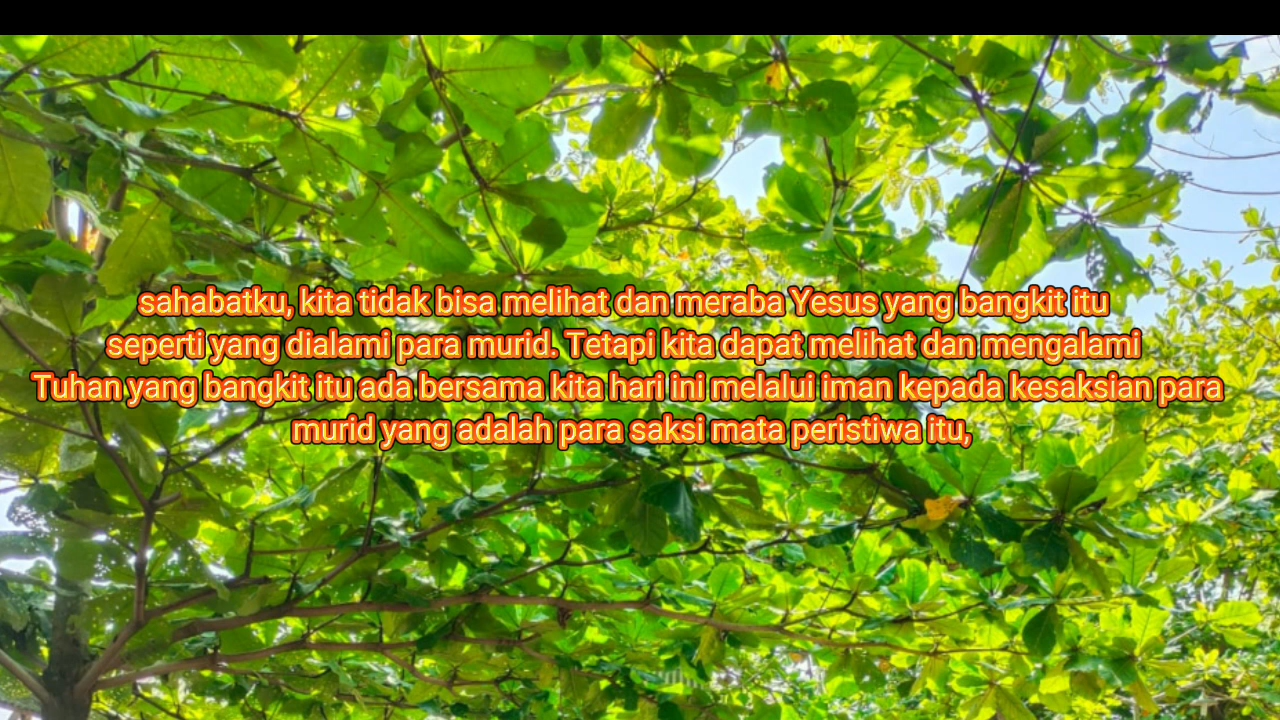 sahabatku, kita tidak bisa melihat dan meraba Yesus yang bangkit itu
seperti yang dialami para murid. Tetapi kita dapat melihat dan mengalami
Tuhan yang bangkit itu ada bersama kita hari ini melalui iman kepada kesaksian para
murid yang adalah para saksi mata peristiwa itu,